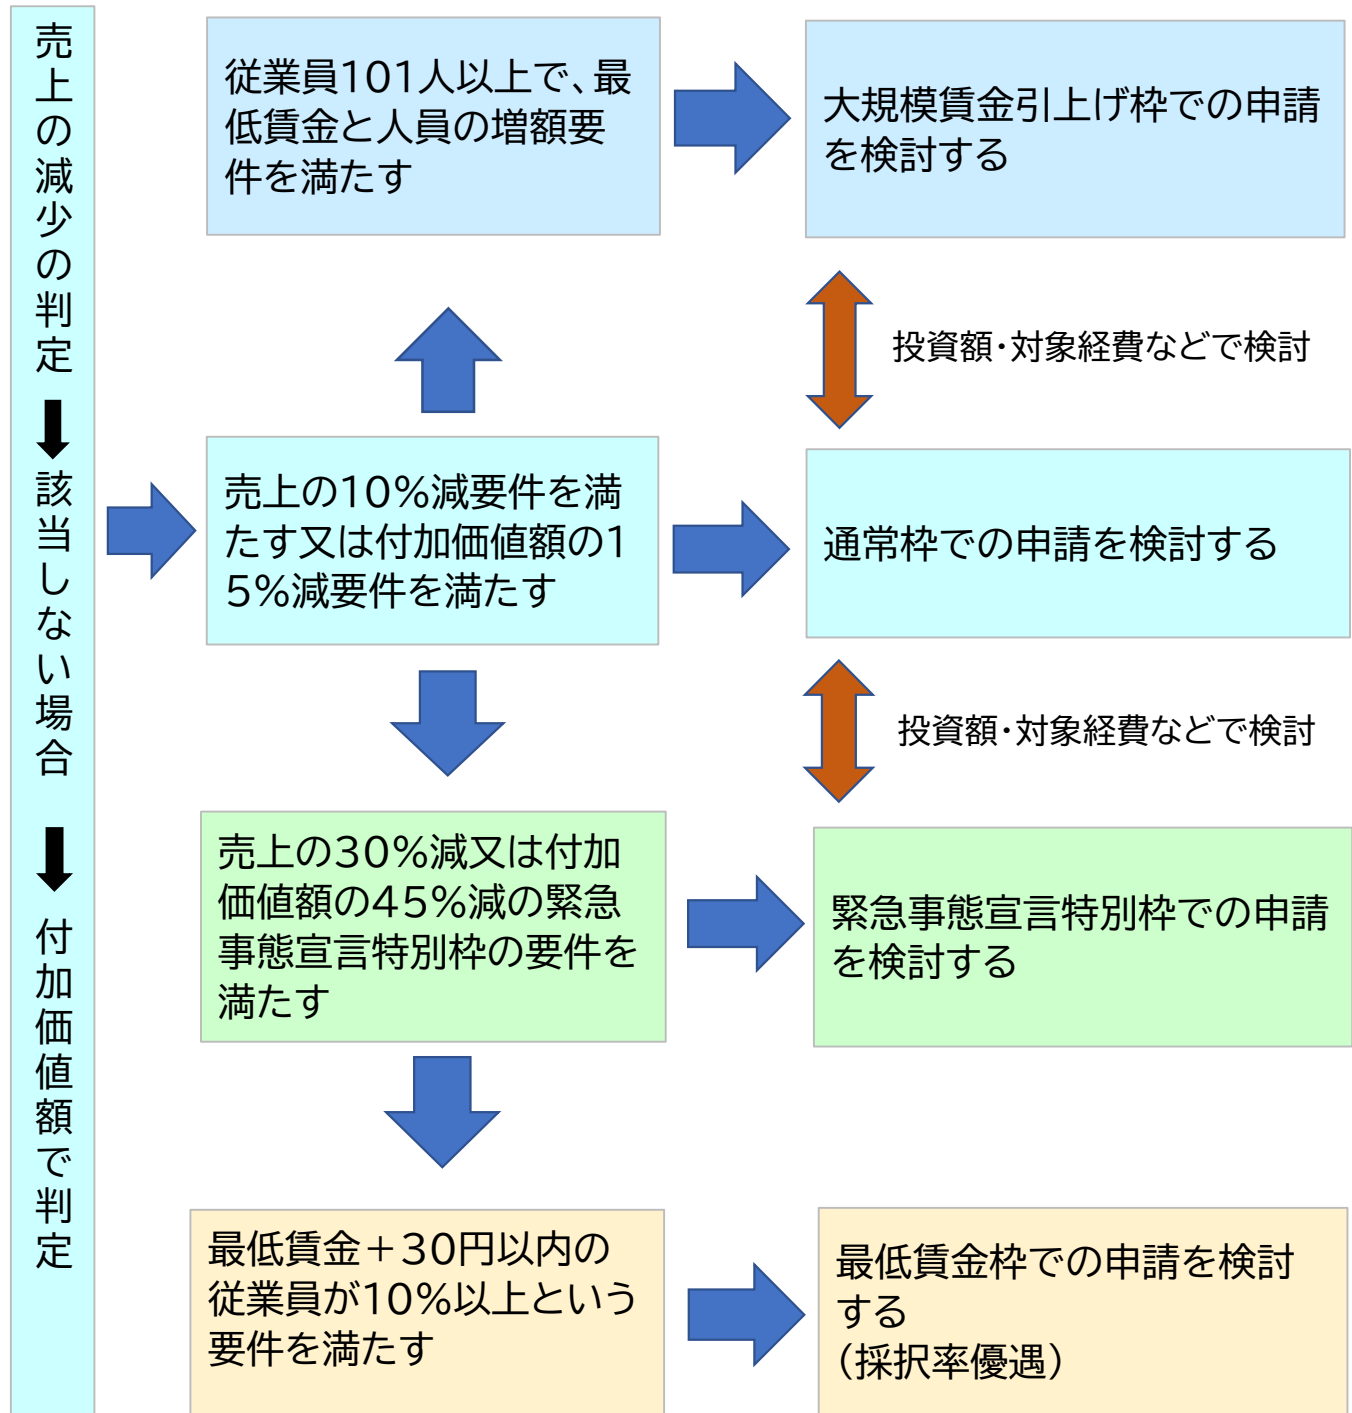 売上の減少の判定
該当しない場合
付加価値額で判定
従業員101人以上で、最
低賃金と人員の増額要
件を満たす
大規模賃金引上げ枠での申請
を検討する
投資額・対象経費などで検討
売上の10%減要件を満
たす又は付加価値額の1
5%減要件を満たす
通常枠での申請を検討する
投資額・対象経費などで検討
売上の30%減又は付加
価値額の45%減の緊急
事態宣言特別枠の要件を
満たす
緊急事態宣言特別枠での申請
を検討する
最低賃金+30円以内の
従業員が10%以上という
要件を満たす
最低賃金枠での申請を検討
する
(採択率優遇)